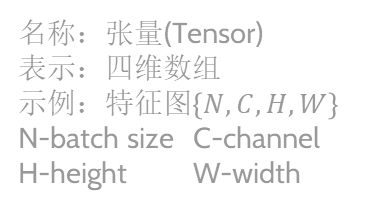 名称：张量(Tensor)
表示：四维数组
示例：特征图{N, C, H, W}
N-batch size C-channel
H-height W-width